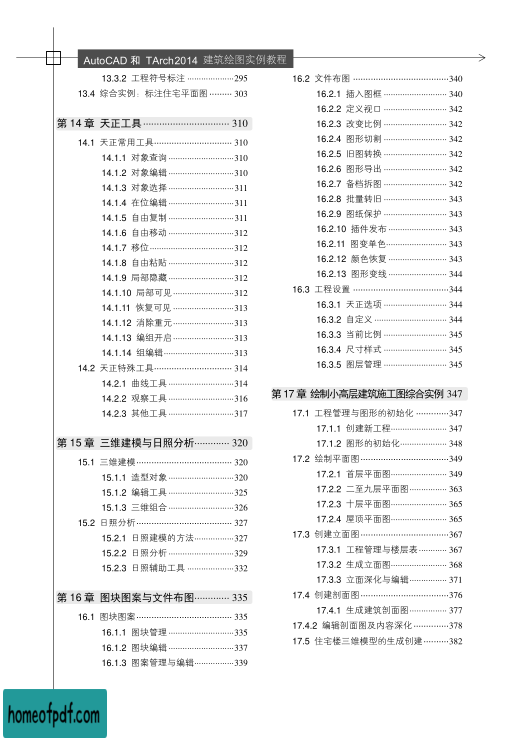 AutoCAD 和 TArch2014 建筑绘图实例教程
13.3.2 工程符号标注 ···················295
13.4 综合实例：标注住宅平面图 ········· 303
第 14 章 天正工具 ································ 310
14.1 天正常用工具································· 310
14.1.1 对象查询 ··························310
14.1.2 对象编辑 ··························310
14.1.3 对象选择 ··························311
14.1.4 在位编辑 ··························311
14.1.5 自由复制 ··························311
14.1.6 自由移动 ··························312
14.1.7 移位··································312
14.1.8 自由粘贴 ··························312
14.1.9 局部隐藏 ··························312
14.1.10 局部可见 ························312
14.1.11 恢复可见 ························313
14.1.12 消除重元 ························313
14.1.13 编组开启 ························313
14.1.14 组编辑····························313
14.2 天正特殊工具································· 314
14.2.1 曲线工具 ··························314
14.2.2 观察工具 ··························316
14.2.3 其他工具 ··························317
第 15 章 三维建模与日照分析············· 320
15.1 三维建模······································· 320
15.1.1 造型对象 ··························320
15.1.2 编辑工具 ··························325
15.1.3 三维组合 ··························326
15.2 日照分析······································· 327
15.2.1 日照建模的方法················327
15.2.2 日照分析 ··························329
15.2.3 日照辅助工具 ···················332
第 16 章 图块图案与文件布图············· 335
16.1 图块图案······································· 335
16.1.1 图块管理 ··························335
16.1.2 图块编辑 ··························337
16.1.3 图案管理与编辑················339
16.2 文件布图 ······································340
16.2.1 插入图框 ·························· 340
16.2.2 定义视口 ·························· 342
16.2.3 改变比例 ·························· 342
16.2.4 图形切割 ·························· 342
16.2.5 旧图转换 ·························· 342
16.2.6 图形导出 ·························· 342
16.2.7 备档拆图 ·························· 342
16.2.8 批量转旧 ·························· 343
16.2.9 图纸保护 ·························· 343
16.2.10 插件发布 ························ 343
16.2.11 图变单色························· 343
16.2.12 颜色恢复 ························ 343
16.2.13 图形变线 ························ 344
16.3 工程设置 ······································344
16.3.1 天正选项 ·························· 344
16.3.2 自定义 ····························· 344
16.3.3 当前比例 ·························· 345
16.3.4 尺寸样式 ·························· 345
16.3.5 图层管理 ·························· 345
第 17 章 绘制小高层建筑施工图综合实例 347
17.1 工程管理与图形的初始化 ·············347
17.1.1 创建新工程······················· 347
17.1.2 图形的初始化··················· 348
17.2 绘制平面图···································349
17.2.1 首层平面图······················· 349
17.2.2 二至九层平面图··············· 363
17.2.3 十层平面图······················· 365
17.2.4 屋顶平面图······················· 365
17.3 创建立面图···································367
17.3.1 工程管理与楼层表··········· 367
17.3.2 生成立面图······················· 368
17.3.3 立面深化与编辑··············· 371
17.4 创建剖面图···································376
17.4.1 生成建筑剖面图··············· 377
17.4.2 编辑剖面图及内容深化 ··············378
17.5 住宅楼三维模型的生成创建 ··········382
homeofpdf.com